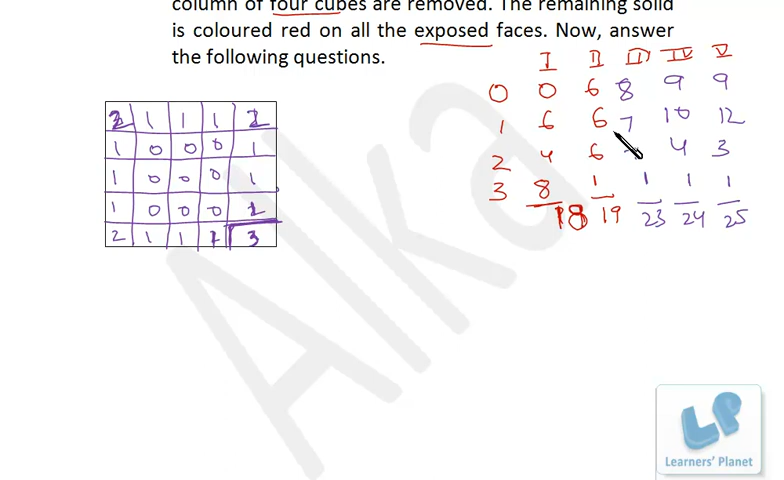 column of four cubes are removed. The remaining solid
is coloured red on all the exposed faces. Now, answer
the following questions.
I II III IV V
0 0 6 8 9 9
1 6 6 7 10 12
2 4 6 4 3
3 8 1 1 1 1
18 19 23 24 25
1 1 1
1 0 0 0 1
1 0 0 0 1
1 0 0 0
2 1 1 3
Alka
Learners' Planet